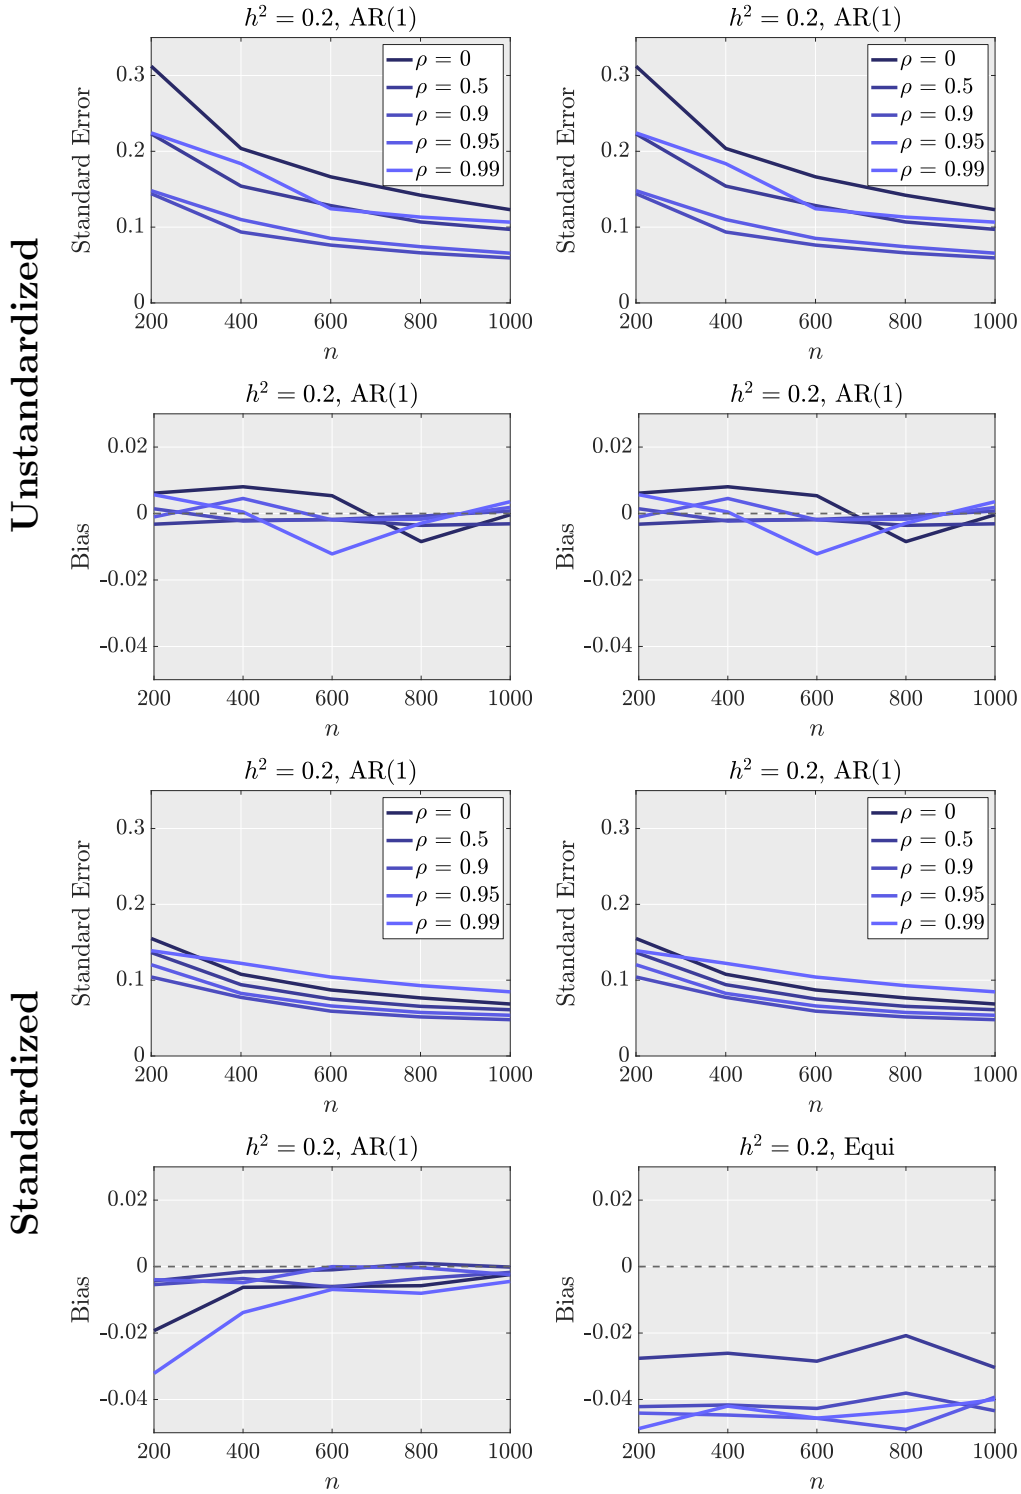 Unstandardized
h² = 0.2, AR(1)
Standard Error
0.3
0.2
0.1
0
ρ = 0
ρ = 0.5
ρ = 0.9
ρ = 0.95
ρ = 0.99
200 400 600 800 1000
n
h² = 0.2, AR(1)
Standard Error
0.3
0.2
0.1
0
ρ = 0
ρ = 0.5
ρ = 0.9
ρ = 0.95
ρ = 0.99
200 400 600 800 1000
n
h² = 0.2, AR(1)
Bias
0.02
0
-0.02
-0.04
200 400 600 800 1000
n
h² = 0.2, AR(1)
Bias
0.02
0
-0.02
-0.04
200 400 600 800 1000
n
Standardized
h² = 0.2, AR(1)
Standard Error
0.3
0.2
0.1
0
ρ = 0
ρ = 0.5
ρ = 0.9
ρ = 0.95
ρ = 0.99
200 400 600 800 1000
n
h² = 0.2, AR(1)
Standard Error
0.3
0.2
0.1
0
ρ = 0
ρ = 0.5
ρ = 0.9
ρ = 0.95
ρ = 0.99
200 400 600 800 1000
n
h² = 0.2, AR(1)
Bias
0.02
0
-0.02
-0.04
200 400 600 800 1000
n
h² = 0.2, Equi
Bias
0.02
0
-0.02
-0.04
200 400 600 800 1000
n